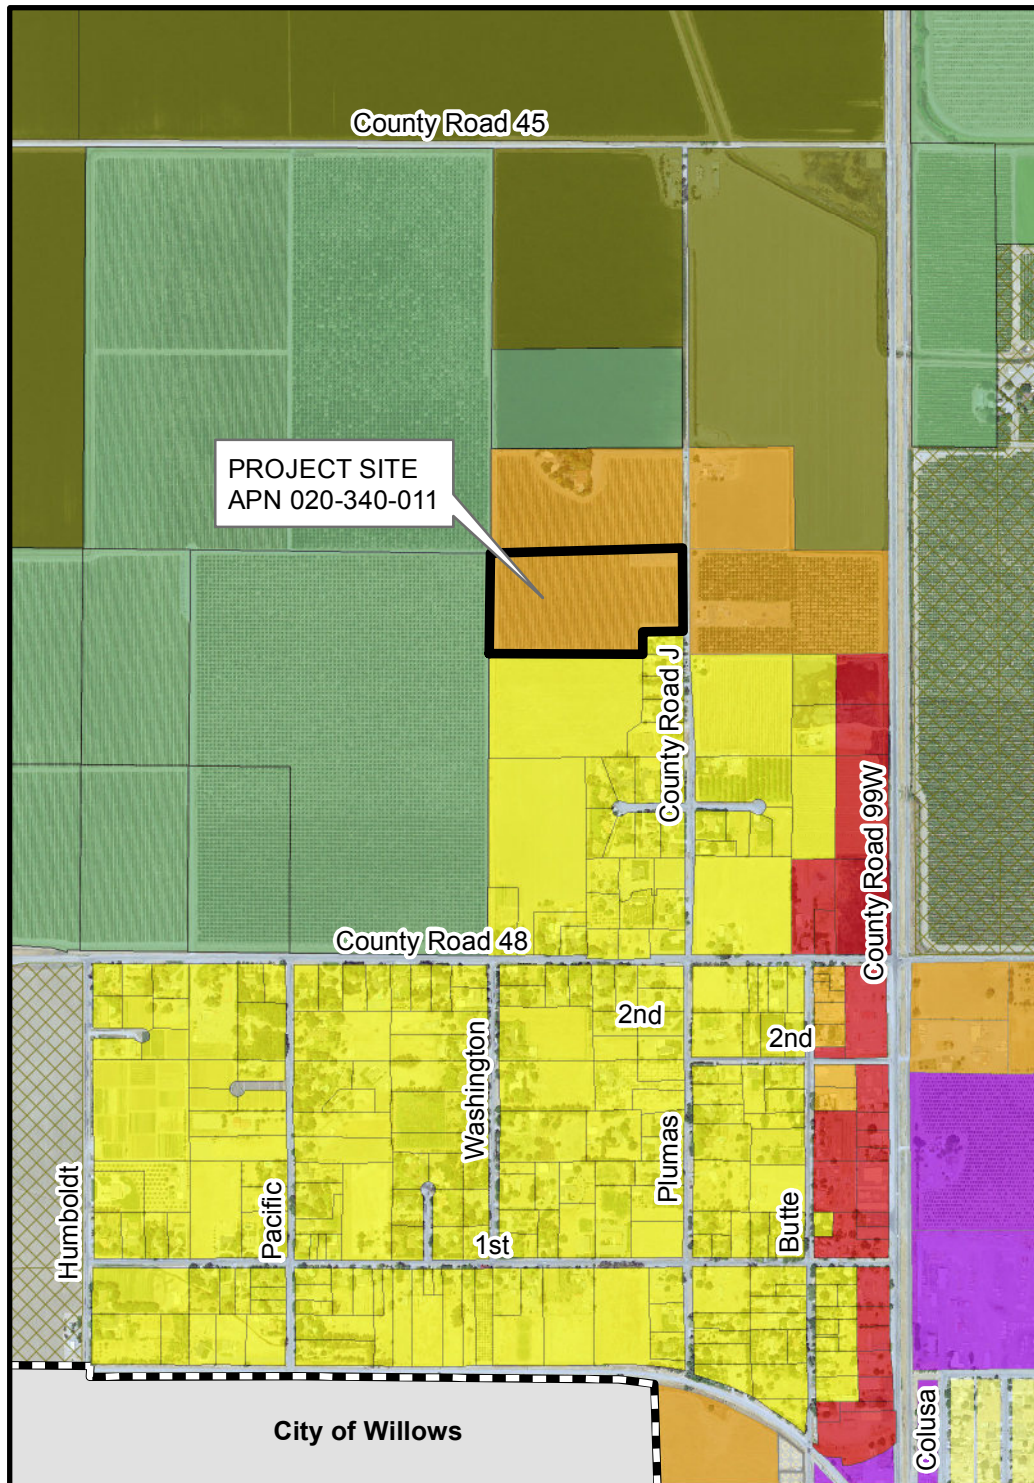 County Road 45
PROJECT SITE
APN 020-340-011
County Road J
County Road 99W
County Road 48
2nd
2nd
Washington
Plumas
Humboldt
Pacific
Butte
1st
City of Willows
Colusa